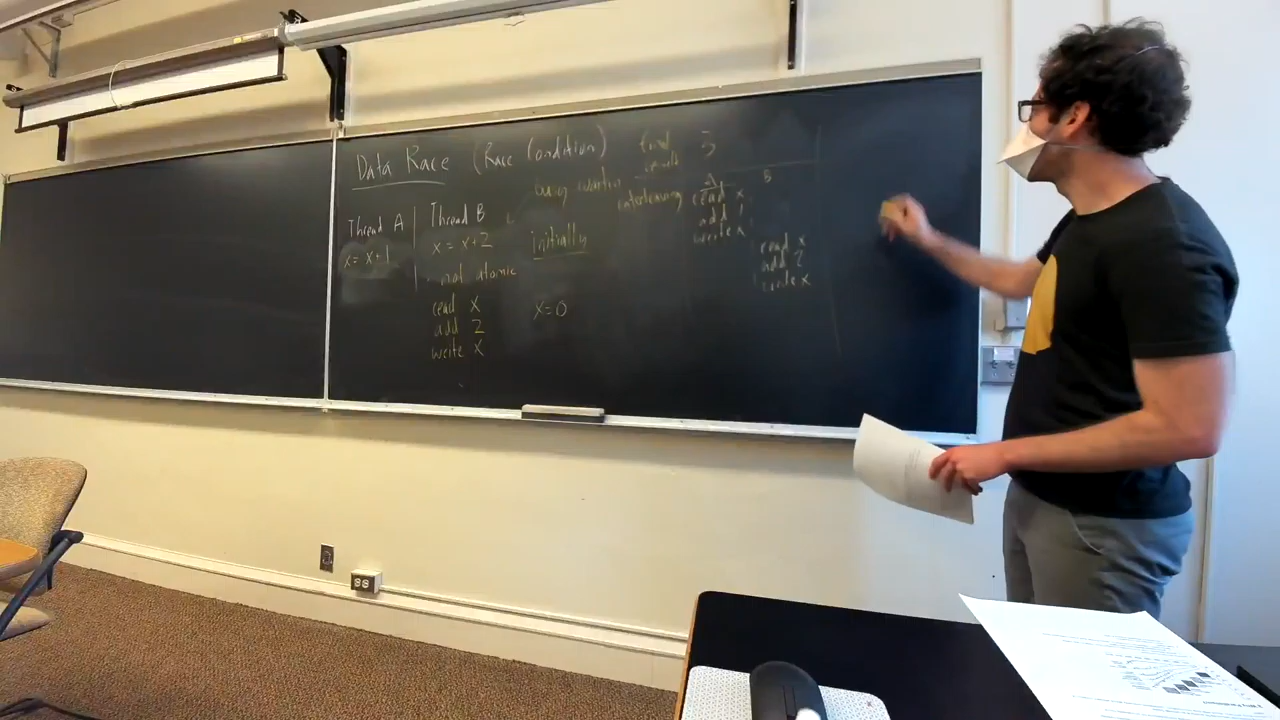 Data Race (Race Condition)
final
result
3
interleaving
Thread A
x = x+1
Thread B
x = x+2
not atomic
read x
add 2
write x
initially
x=0
A
read x
add 1
write x
B
read x
add 2
write x